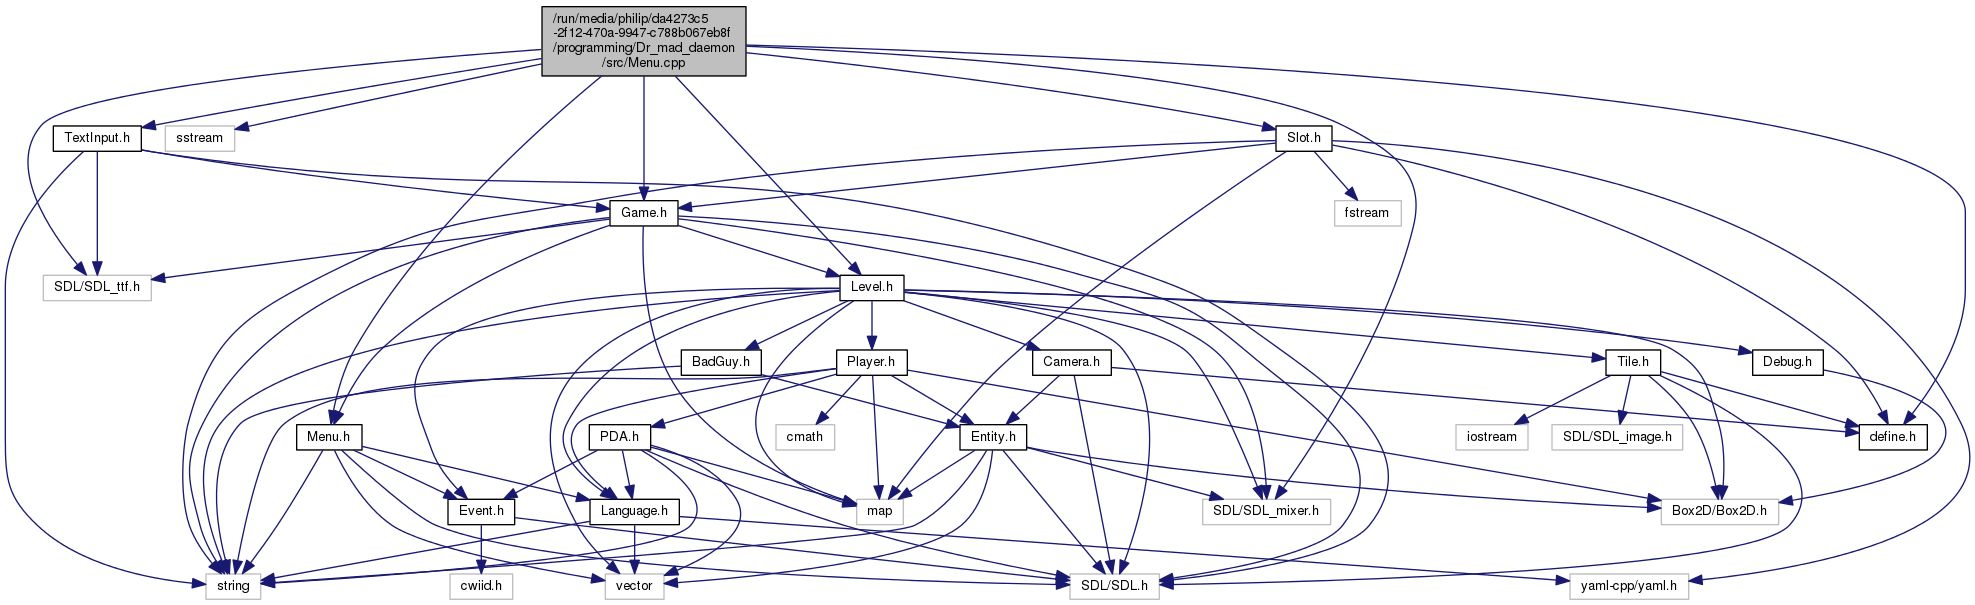 /run/media/philip/da4273c5
-2f12-470a-9947-c788b067eb8f
/programming/Dr_mad_daemon
/src/Menu.cpp
TextInput.h
sstream
Slot.h
Game.h
fstream
SDL/SDL_ttf.h
Level.h
BadGuy.h
Player.h
Camera.h
Tile.h
Debug.h
Menu.h
PDA.h
cmath
Entity.h
iostream
SDL/SDL_image.h
define.h
Event.h
Language.h
map
SDL/SDL_mixer.h
Box2D/Box2D.h
string
cwiid.h
vector
SDL/SDL.h
yaml-cpp/yaml.h